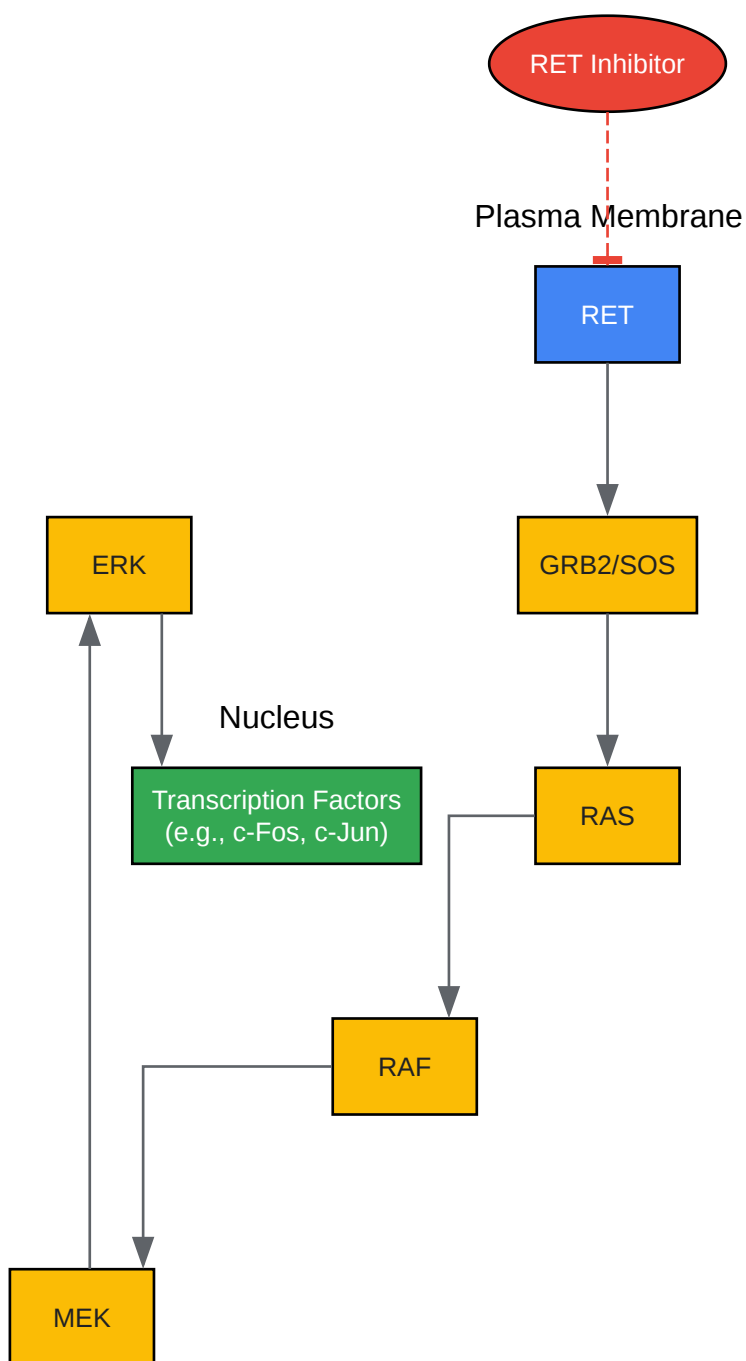 RET Inhibitor
Plasma Membrane
RET
ERK
GRB2/SOS
Nucleus
Transcription Factors
(e.g., c-Fos, c-Jun)
RAS
RAF
MEK